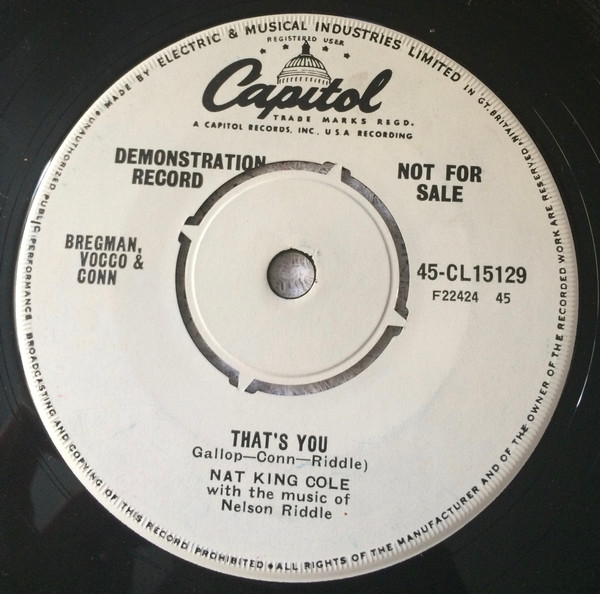 MADE BY ELECTRIC & MUSICAL INDUSTRIES LIMITED IN GT. BRITAIN. ALL RIGHTS OF THE MANUFACTURER AND OF THE OWNER OF THE RECORDED WORK ARE RESERVED
UNAUTHORIZED PUBLIC PERFORMANCE BROADCASTING AND COPYING OF THIS RECORD PROHIBITED
REGISTERED USER
Capitol
TRADE MARKS REGD.
A CAPITOL RECORDS, INC., U.S.A RECORDING
DEMONSTRATION
RECORD
NOT FOR
SALE
BREGMAN,
VOCCO &
CONN
45-CL15129
F22424 45
THAT'S YOU
Gallop—Conn—Riddle)
NAT KING COLE
with the music of
Nelson Riddle